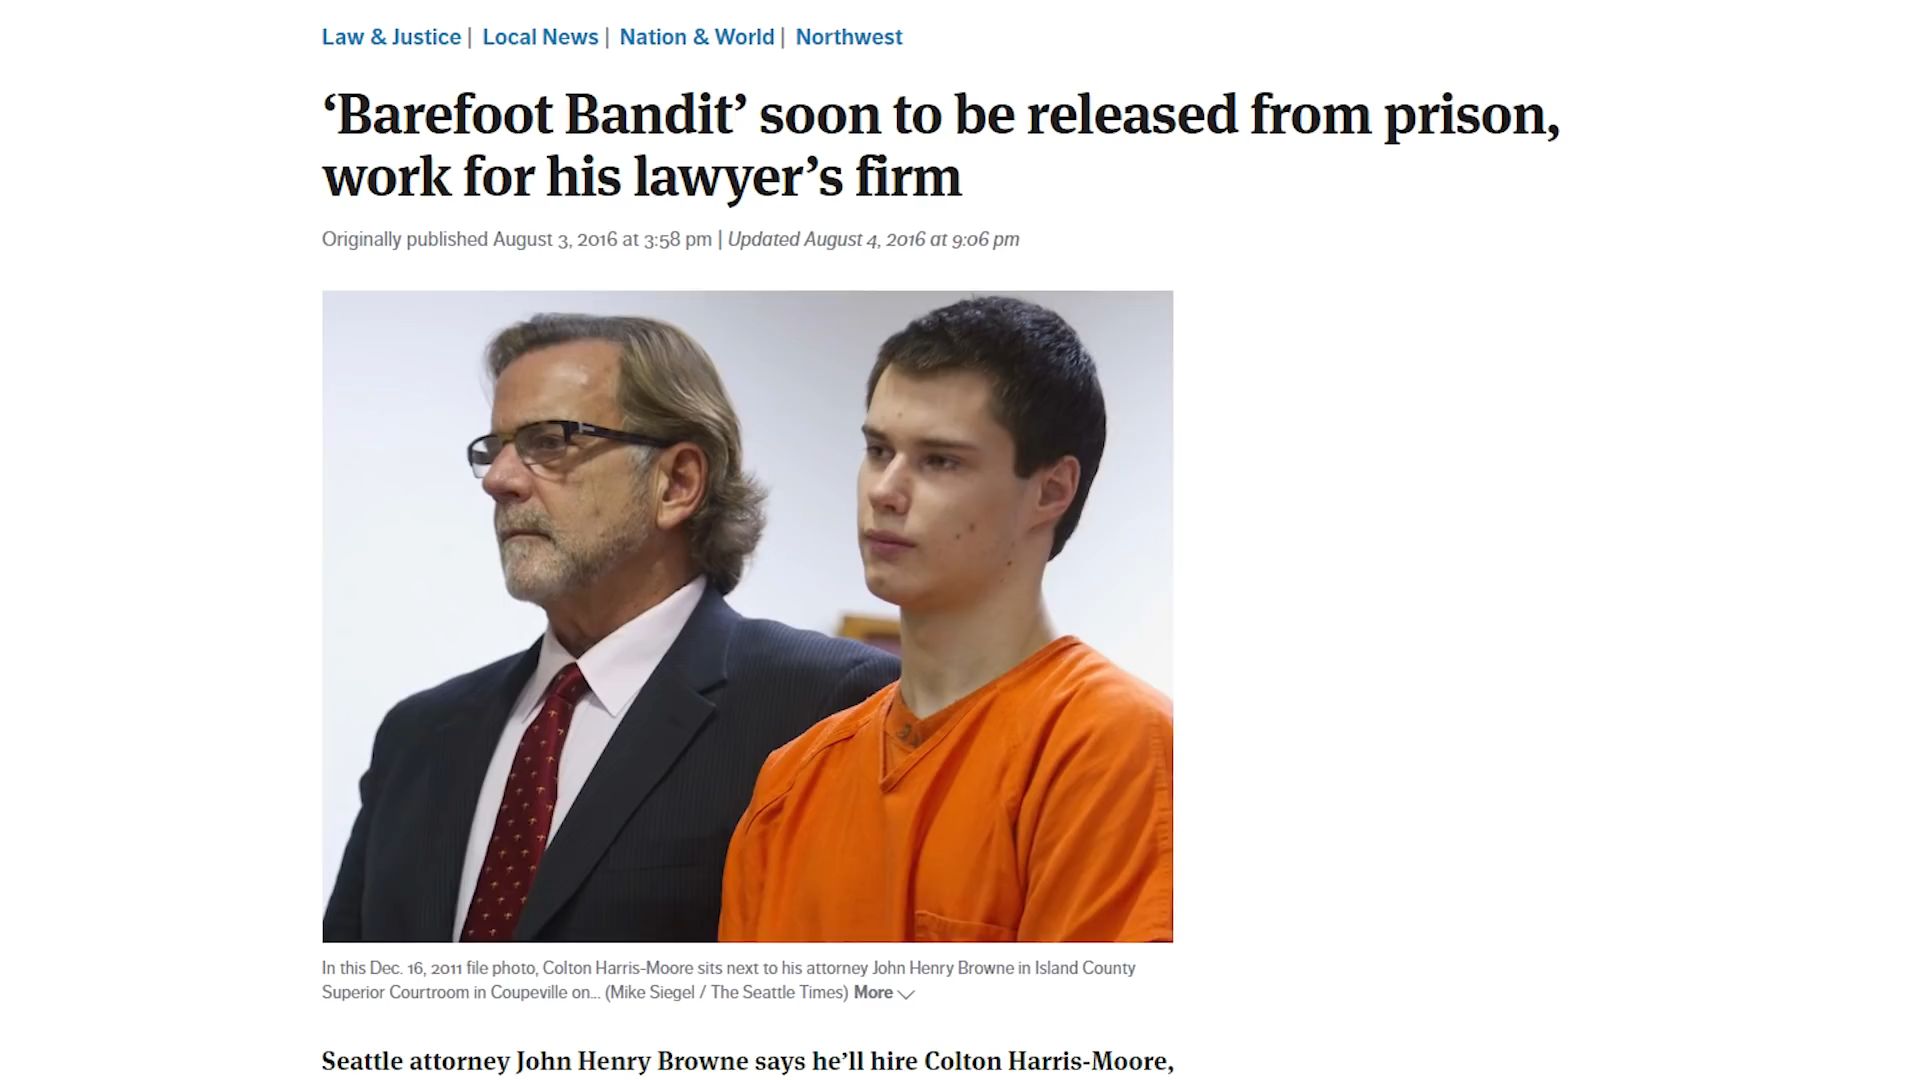 Law & Justice | Local News | Nation & World | Northwest
‘Barefoot Bandit’ soon to be released from prison,
work for his lawyer’s firm
Originally published August 3, 2016 at 3:58 pm | Updated August 4, 2016 at 9:06 pm
In this Dec. 16, 2011 file photo, Colton Harris-Moore sits next to his attorney John Henry Browne in Island County
Superior Courtroom in Coupeville on... (Mike Siegel / The Seattle Times) More
Seattle attorney John Henry Browne says he’ll hire Colton Harris-Moore,